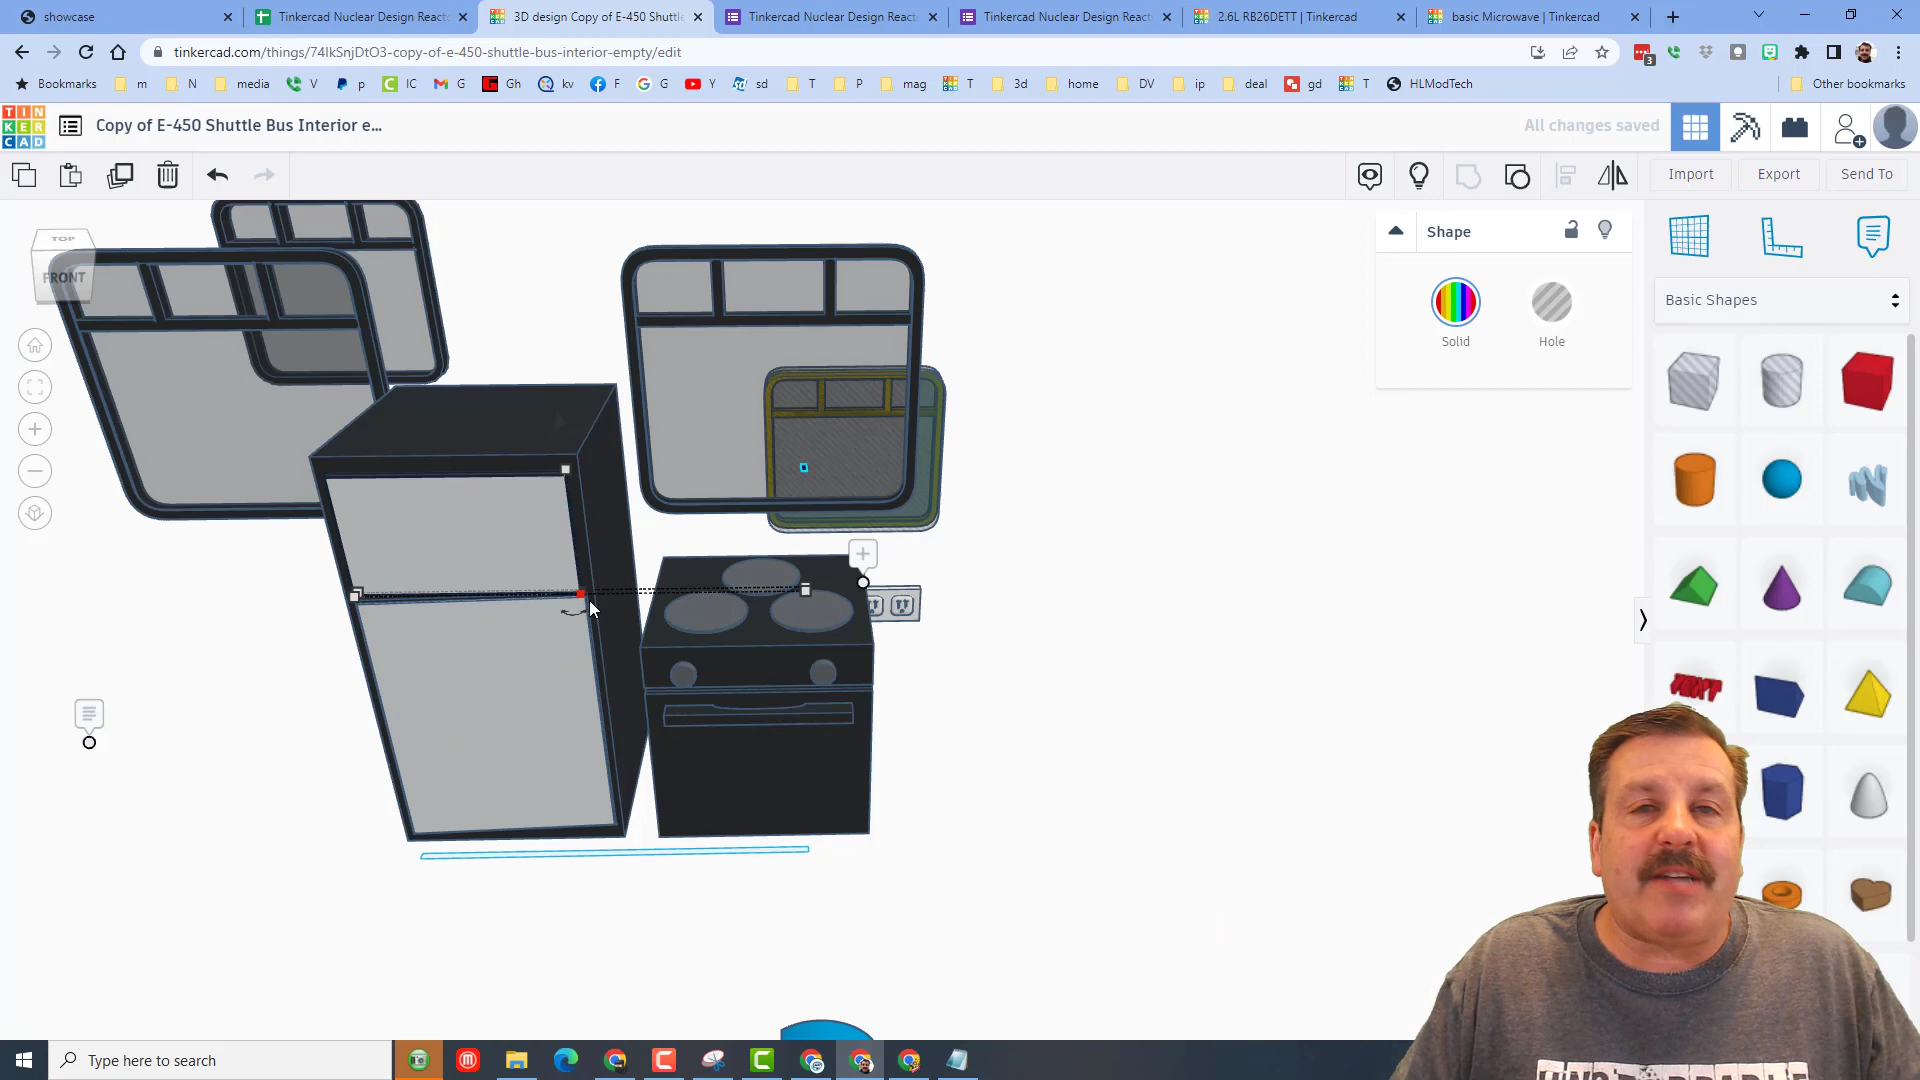 showcase
Tinkercad Nuclear Design React
3D design Copy of E-450 Shuttle
Tinkercad Nuclear Design React
Tinkercad Nuclear Design React
2.6L RB26DETT | Tinkercad
basic Microwave | Tinkercad
tinkercad.com/things/74lkSnjDtO3-copy-of-e-450-shuttle-bus-interior-empty/edit
3
Bookmarks
m
N
media
V
p
IC
G
Gh
kv
F
G
Y
sd
T
P
mag
T
3d
home
DV
ip
deal
gd
T
HLModTech
Other bookmarks
TIN
KER
CAD
Copy of E-450 Shuttle Bus Interior e...
All changes saved
Import
Export
Send To
TOP
FRONT
Shape
Solid
Hole
Basic Shapes
TEXT
Type here to search